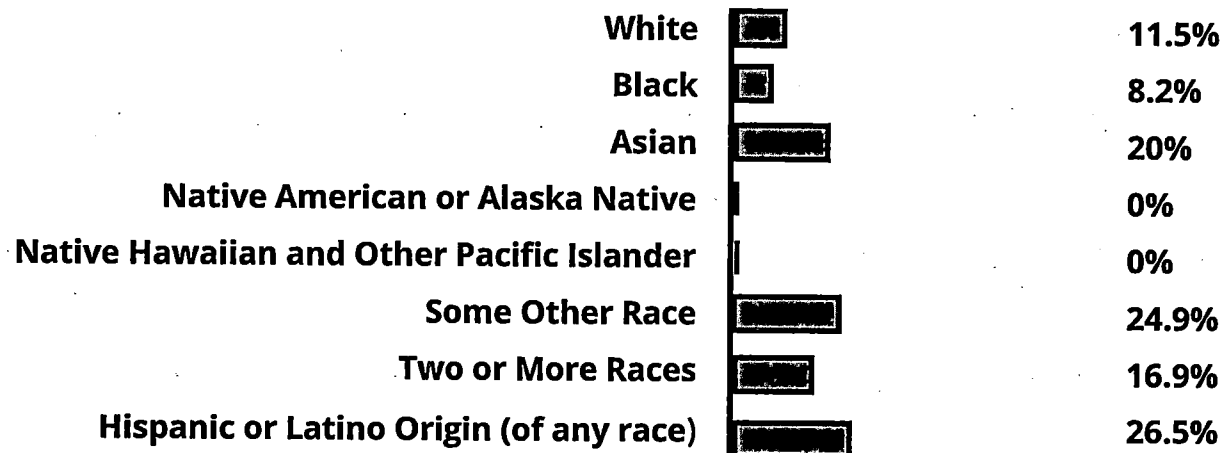 White 11.5%
Black 8.2%
Asian 20%
Native American or Alaska Native 0%
Native Hawaiian and Other Pacific Islander 0%
Some Other Race 24.9%
Two or More Races 16.9%
Hispanic or Latino Origin (of any race) 26.5%